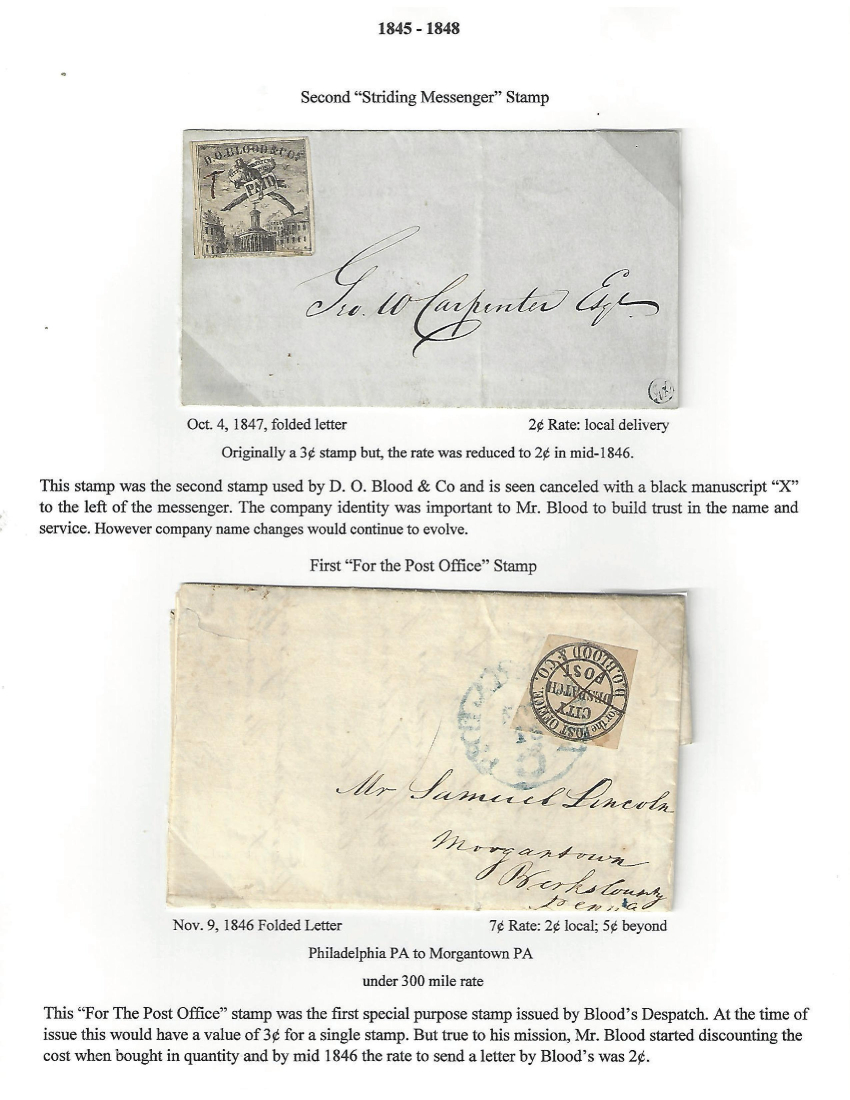 1845 - 1848
Second “Striding Messenger” Stamp
D.O.BLOOD & Co's
PAID
Geo. W Carpenter Esqr
Oct. 4, 1847, folded letter
2¢ Rate: local delivery
Originally a 3¢ stamp but, the rate was reduced to 2¢ in mid-1846.
This stamp was the second stamp used by D. O. Blood & Co and is seen canceled with a black manuscript “X”
to the left of the messenger. The company identity was important to Mr. Blood to build trust in the name and
service. However company name changes would continue to evolve.
First “For the Post Office” Stamp
D.O.BLOOD & CO.
For the POST OFFICE.
CITY
DESPATCH
POST
Mr Samuel Lincoln
Morgantown
Berks County
Penna
Nov. 9, 1846 Folded Letter
7¢ Rate: 2¢ local; 5¢ beyond
Philadelphia PA to Morgantown PA
under 300 mile rate
This “For The Post Office” stamp was the first special purpose stamp issued by Blood’s Despatch. At the time of
issue this would have a value of 3¢ for a single stamp. But true to his mission, Mr. Blood started discounting the
cost when bought in quantity and by mid 1846 the rate to send a letter by Blood’s was 2¢.